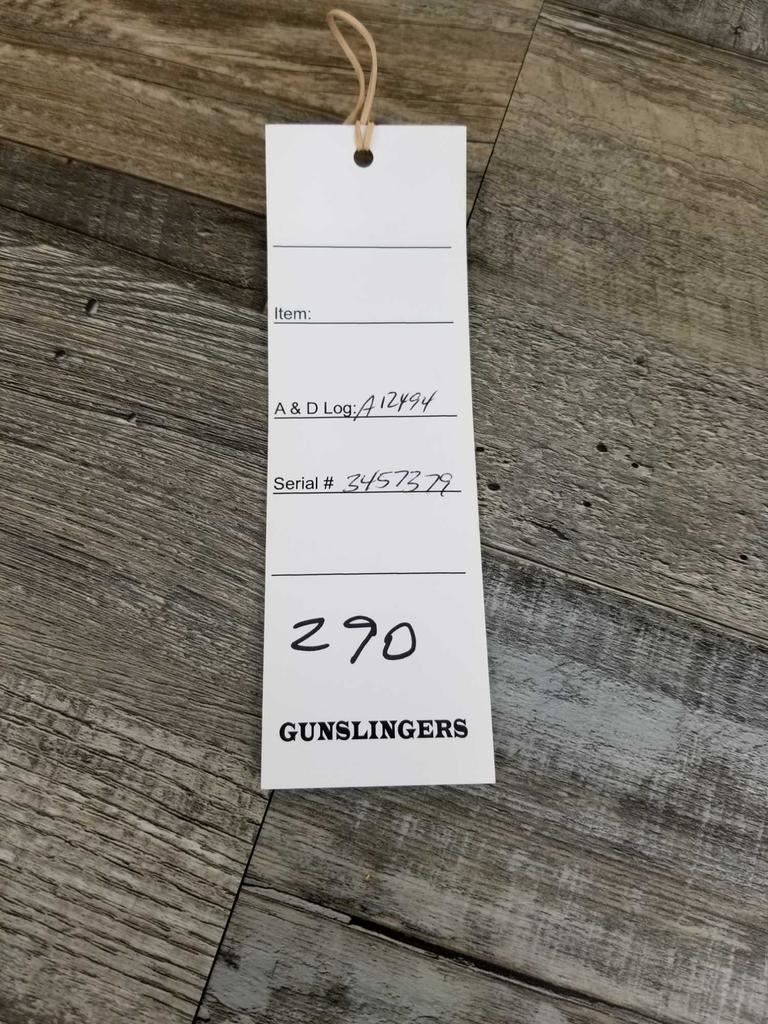 Item:
A & D Log: A12494
Serial # 3457379
290
GUNSLINGERS